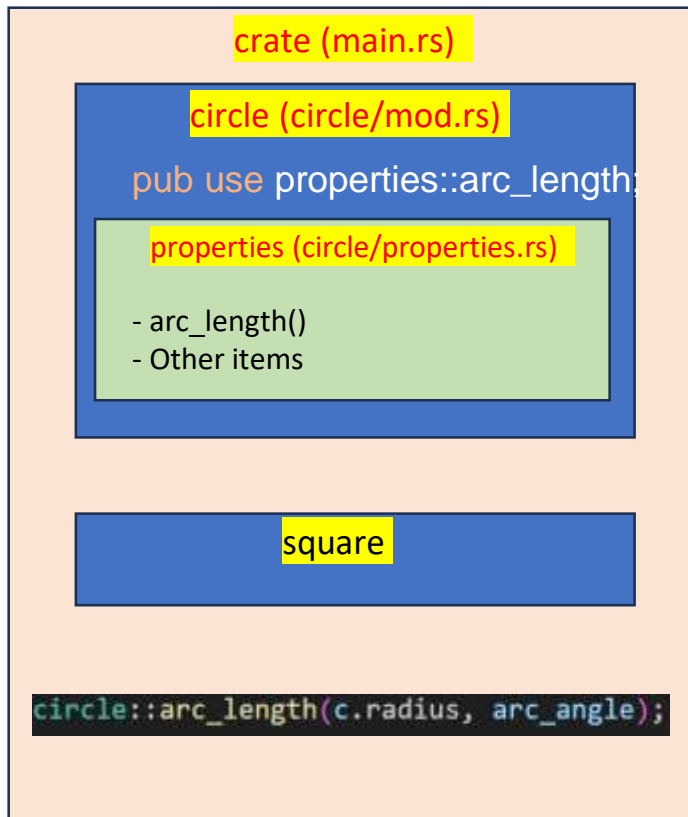 crate (main.rs)
circle (circle/mod.rs)
pub use properties::arc_length;
properties (circle/properties.rs)
- arc_length()
- Other items
square
circle::arc_length(c.radius, arc_angle);